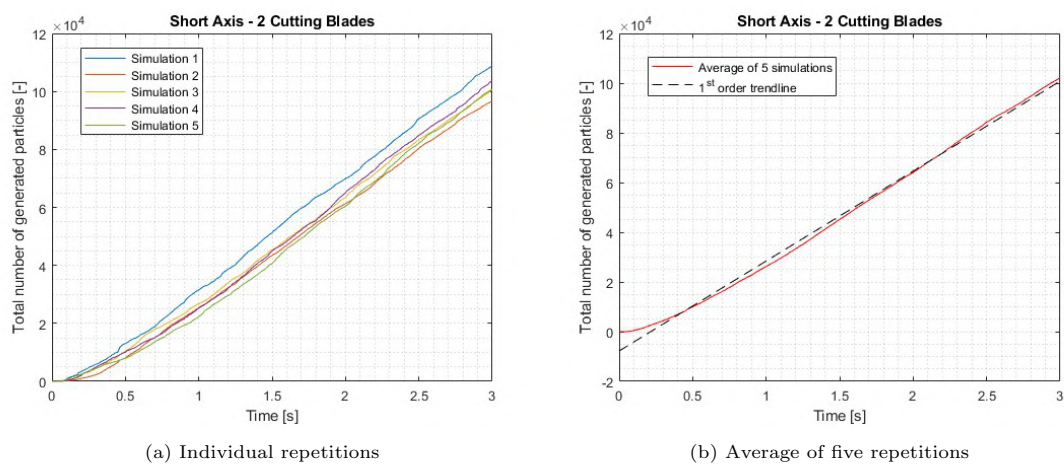 Short Axis - 2 Cutting Blades
×10⁴
12
10
8
6
4
2
0
Total number of generated particles [-]
Simulation 1
Simulation 2
Simulation 3
Simulation 4
Simulation 5
0 0.5 1 1.5 2 2.5 3
Time [s]
(a) Individual repetitions
Short Axis - 2 Cutting Blades
×10⁴
12
10
8
6
4
2
0
-2
Total number of generated particles [-]
Average of 5 simulations
1st order trendline
0 0.5 1 1.5 2 2.5 3
Time [s]
(b) Average of five repetitions